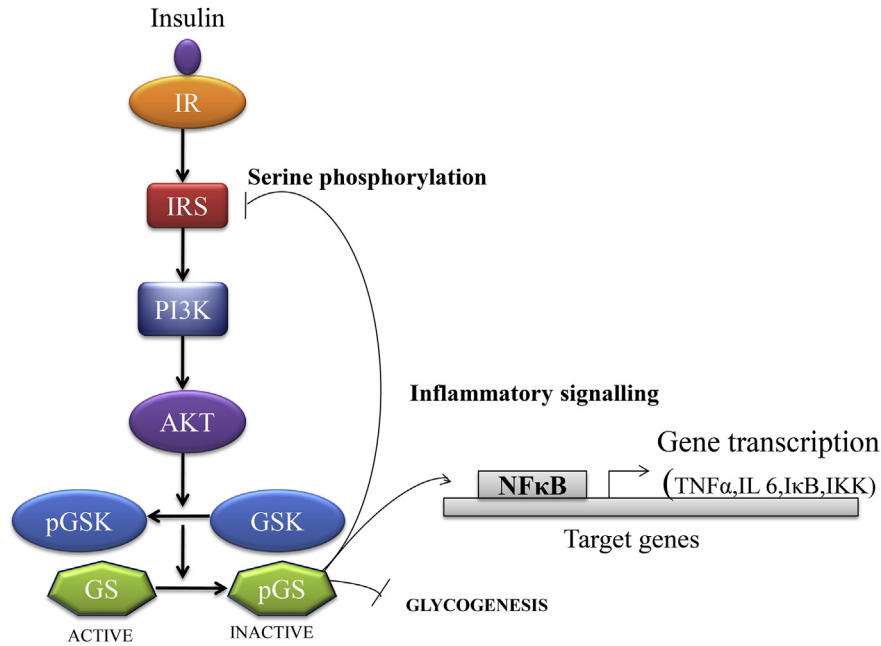 Insulin
IR
Serine phosphorylation
IRS
PI3K
Inflammatory signalling
AKT
Gene transcription
(TNFα,IL 6,IκB,IKK)
NFκB
pGSK
GSK
Target genes
GS
pGS
GLYCOGENESIS
ACTIVE
INACTIVE